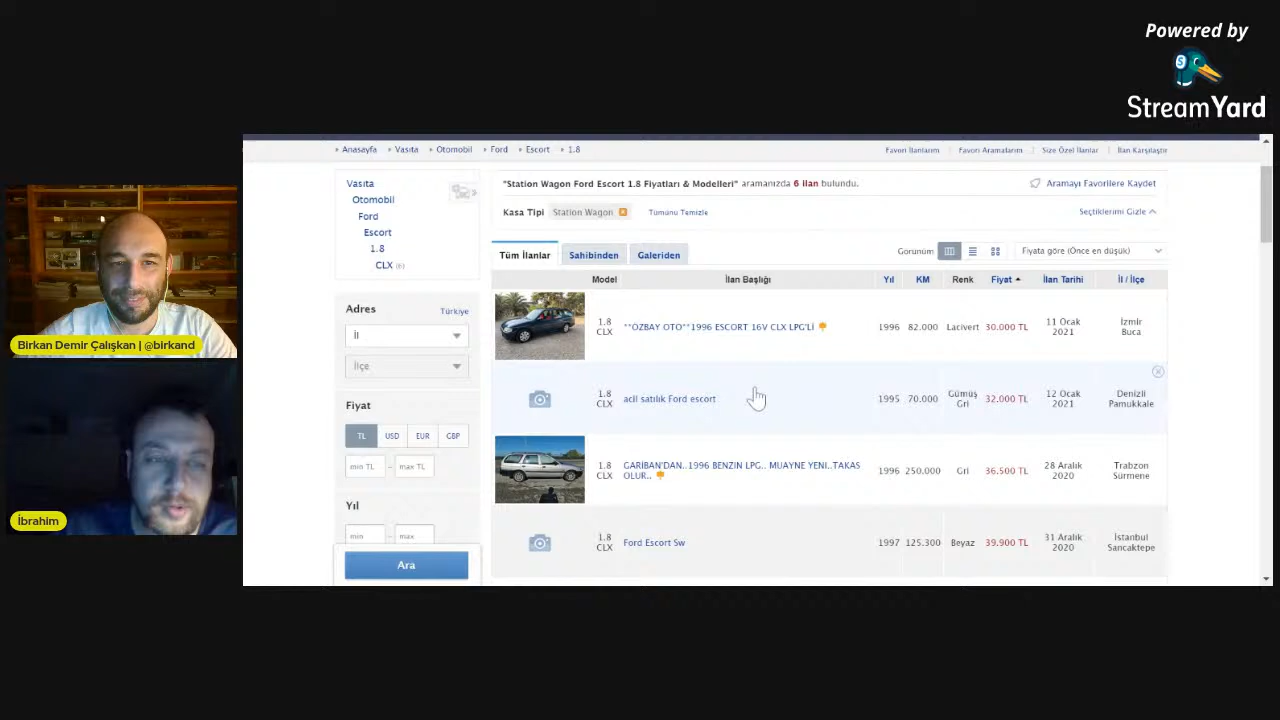 Powered by
StreamYard
Anasayfa
Vasıta
Otomobil
Ford
Escort
1.8
Favori İlanlarım
Favori Aramalarım
Size Özel İlanlar
İlan Karşılaştır
Vasıta
Otomobil
Ford
Escort
1.8
CLX (6)
"Station Wagon Ford Escort 1.8 Fiyatları & Modelleri" aramanızda 6 ilan bulundu.
Aramayı Favorilere Kaydet
Kasa Tipi Station Wagon Tümünü Temizle
Seçtiklerimi Gizle
Tüm İlanlar
Sahibinden
Galeriden
Görünüm
Fiyata göre (Önce en düşük)
Model İlan Başlığı Yıl KM Renk Fiyat İlan Tarihi İl / İlçe
1.8 CLX **ÖZBAY OTO**1996 ESCORT 16V CLX LPG'Lİ 1996 82.000 Lacivert 30.000 TL 11 Ocak 2021 İzmir Buca
1.8 CLX acil satılık Ford escort 1995 70.000 Gümüş Gri 32.000 TL 12 Ocak 2021 Denizli Pamukkale
1.8 CLX GARİBAN'DAN..1996 BENZİN LPG.. MUAYNE YENİ..TAKAS OLUR.. 1996 250.000 Gri 36.500 TL 28 Aralık 2020 Trabzon Sürmene
1.8 CLX Ford Escort Sw 1997 125.300 Beyaz 39.900 TL 31 Aralık 2020 İstanbul Sancaktepe
Adres
Türkiye
İl
İlçe
Fiyat
TL USD EUR GBP
min TL - max TL
Yıl
min - max
Ara
Birkan Demir Çalışkan | @birkand
İbrahim